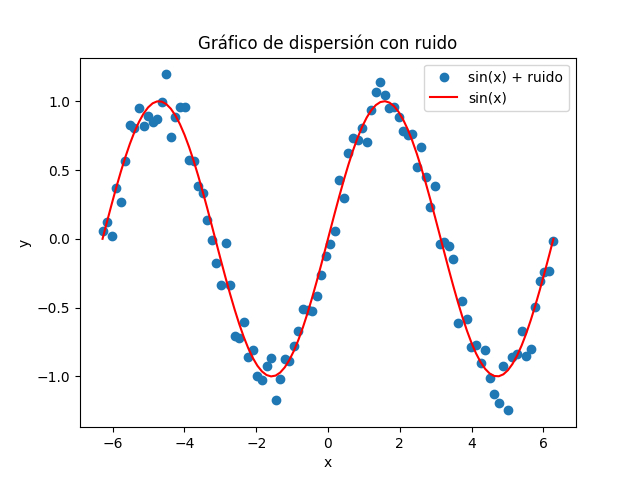 Gráfico de dispersión con ruido
sin(x) + ruido
sin(x)
1.0
0.5
0.0
−0.5
−1.0
y
−6
−4
−2
0
2
4
6
x